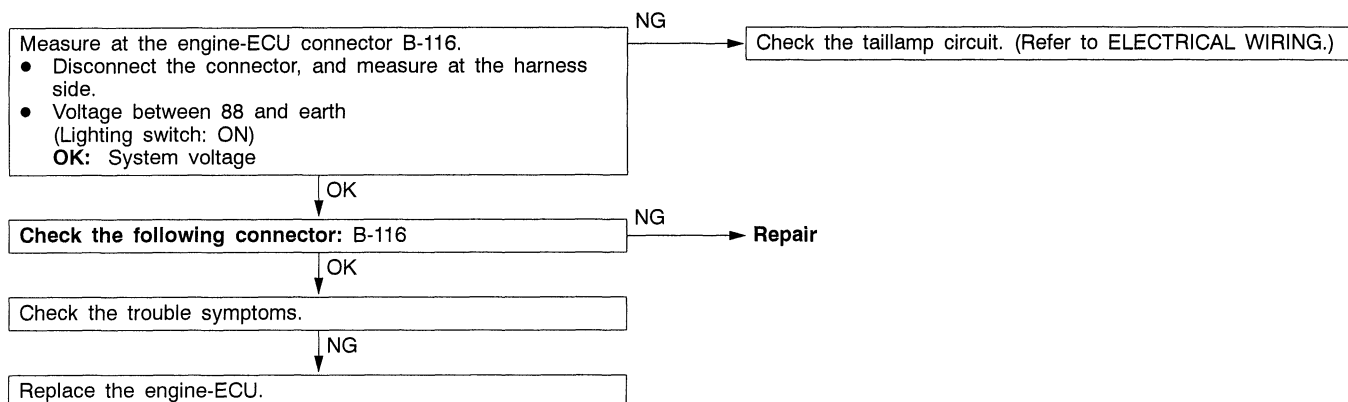 Measure at the engine-ECU connector B-116.
● Disconnect the connector, and measure at the harness
side.
● Voltage between 88 and earth
(Lighting switch: ON)
OK: System voltage
NG
Check the taillamp circuit. (Refer to ELECTRICAL WIRING.)
OK
Check the following connector: B-116
NG
Repair
OK
Check the trouble symptoms.
NG
Replace the engine-ECU.